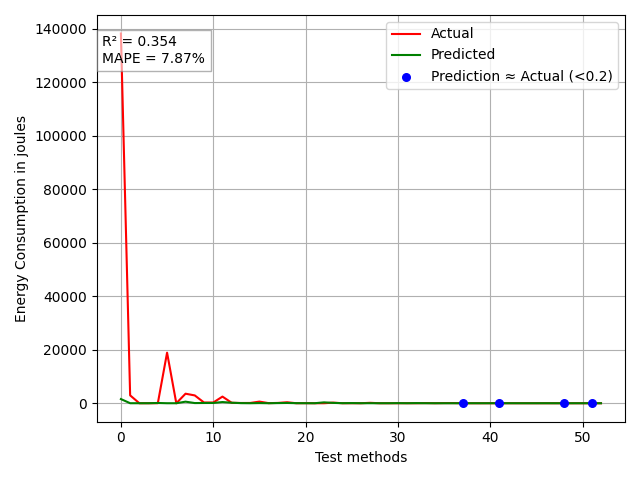 R² = 0.354
MAPE = 7.87%
Actual
Predicted
Prediction ≈ Actual (<0.2)
140000
120000
100000
80000
60000
40000
20000
0
Energy Consumption in joules
0 10 20 30 40 50
Test methods